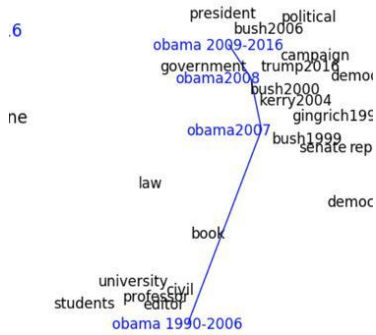 president
political
bush2006
.6
obama 2009-2016
campaign
government
trump2016
obama2008
democ
bush2000
kerry2004
gingrich199
ne
obama2007
bush1999
senate rep
law
democ
book
university
civil
professor
students
editor
obama 1990-2006